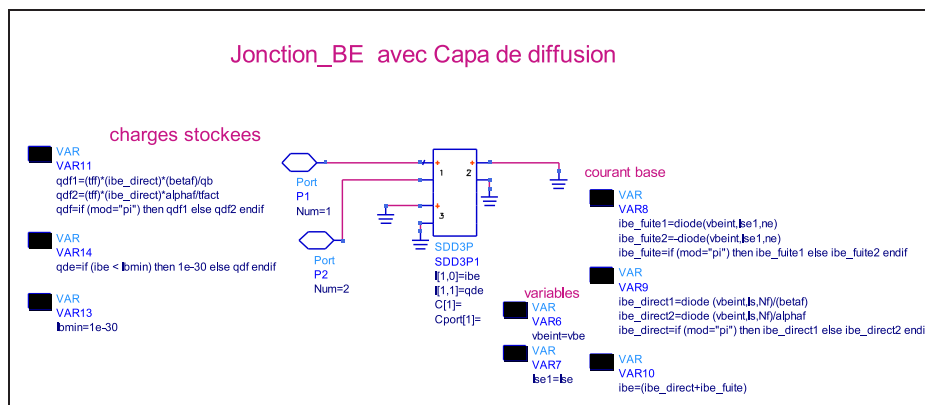 Jonction_BE avec Capa de diffusion
charges stockees
VAR
VAR11
qdf1=(tff)*(ibe_direct)*(betaf)/qb
qdf2=(tff)*(ibe_direct)*alphaf/tfact
qdf=if (mod="pi") then qdf1 else qdf2 endif
VAR
VAR14
qde=if (ibe < Ibmin) then 1e-30 else qdf endif
VAR
VAR13
Ibmin=1e-30
Port
P1
Num=1
Port
P2
Num=2
+
1
+
2
+
3
SDD3P
SDD3P1
I[1,0]=ibe
I[1,1]=qde
C[1]=
Cport[1]=
variables
VAR
VAR6
vbeint=vbe
VAR
VAR7
Ise1=Ise
courant base
VAR
VAR8
ibe_fuite1=diode(vbeint,Ise1,ne)
ibe_fuite2=-diode(vbeint,Ise1,ne)
ibe_fuite=if (mod="pi") then ibe_fuite1 else ibe_fuite2 endif
VAR
VAR9
ibe_direct1=diode (vbeint,Is,Nf)/(betaf)
ibe_direct2=diode (vbeint,Is,Nf)/alphaf
ibe_direct=if (mod="pi") then ibe_direct1 else ibe_direct2 endif
VAR
VAR10
ibe=(ibe_direct+ibe_fuite)